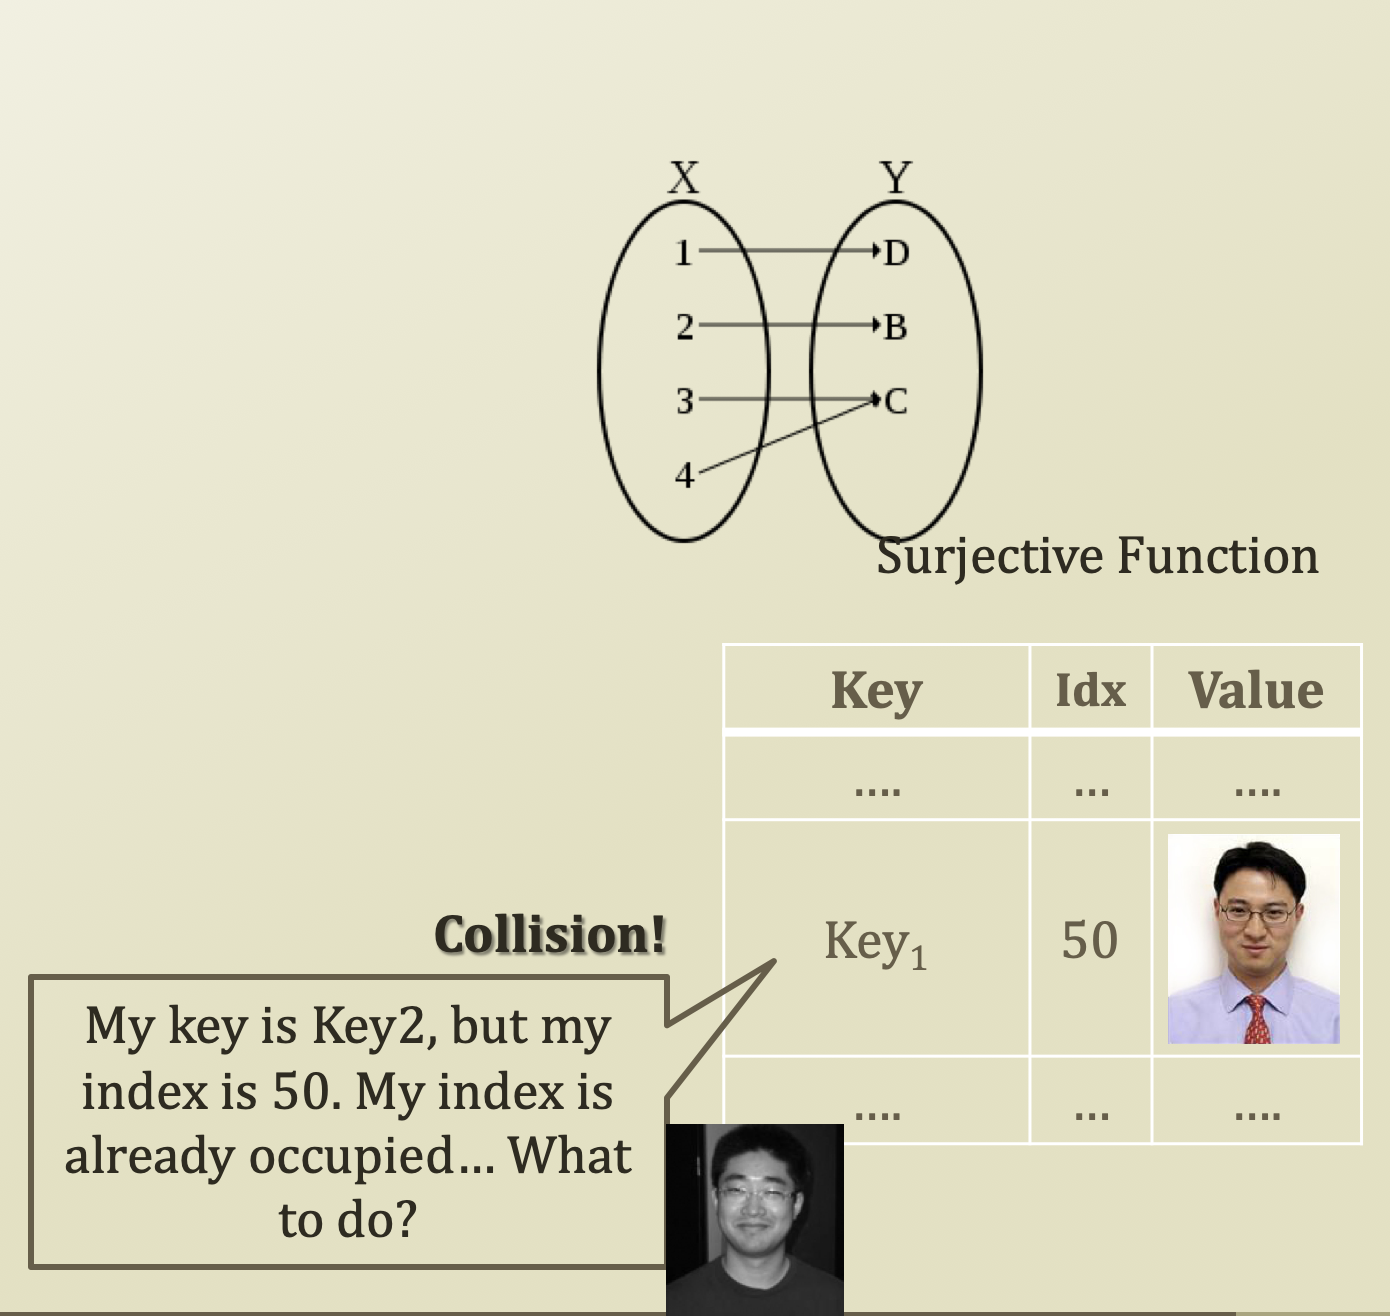 X Y
1 D
2 B
3 C
4
Surjective Function
Key Idx Value
.... ... ....
Key₁ 50
.... ... ....
Collision!
My key is Key2, but my
index is 50. My index is
already occupied... What
to do?